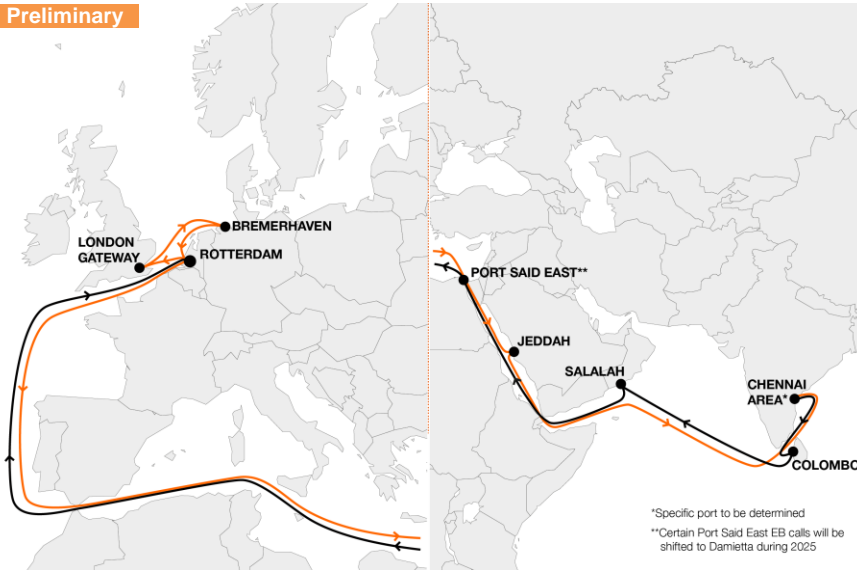 Preliminary
BREMERHAVEN
LONDON
GATEWAY
ROTTERDAM
PORT SAID EAST**
JEDDAH
SALALAH
CHENNAI
AREA*
COLOMBO
*Specific port to be determined
**Certain Port Said East EB calls will be
shifted to Damietta during 2025